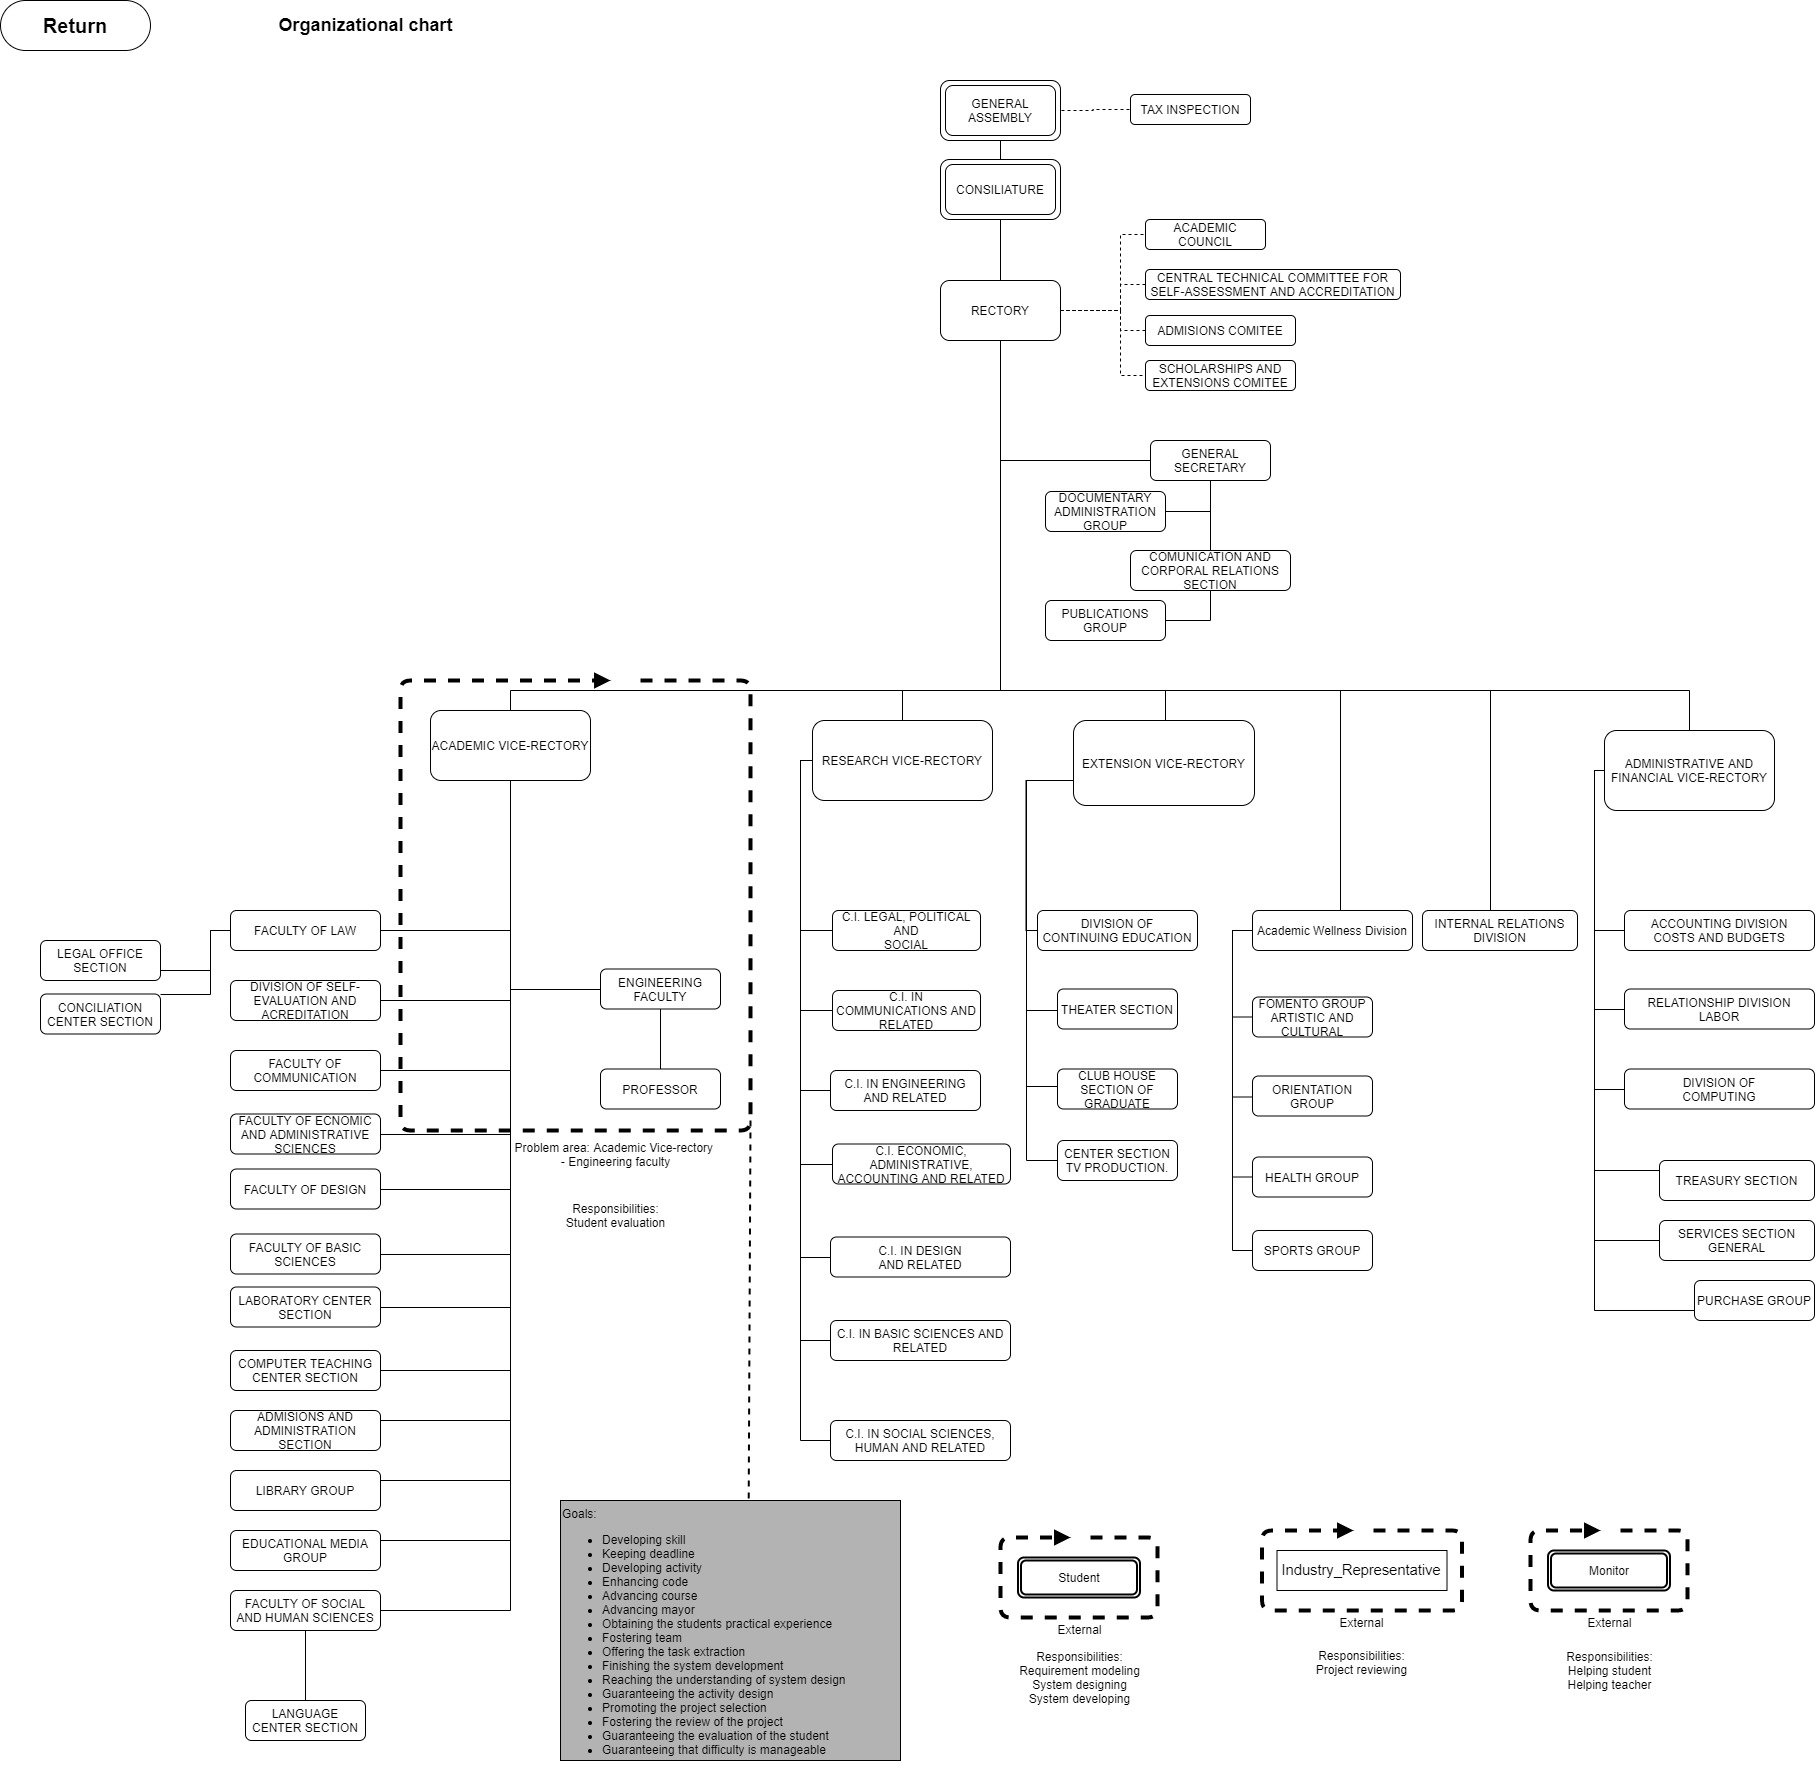 Return
Organizational chart
GENERAL
ASSEMBLY
TAX INSPECTION
CONSILIATURE
ACADEMIC
COUNCIL
CENTRAL TECHNICAL COMMITTEE FOR
SELF-ASSESSMENT AND ACCREDITATION
RECTORY
ADMISIONS COMITEE
SCHOLARSHIPS AND
EXTENSIONS COMITEE
GENERAL
SECRETARY
DOCUMENTARY
ADMINISTRATION
GROUP
COMUNICATION AND
CORPORAL RELATIONS
SECTION
PUBLICATIONS
GROUP
ACADEMIC VICE-RECTORY
RESEARCH VICE-RECTORY
EXTENSION VICE-RECTORY
ADMINISTRATIVE AND
FINANCIAL VICE-RECTORY
FACULTY OF LAW
LEGAL OFFICE
SECTION
CONCILIATION
CENTER SECTION
DIVISION OF SELF-
EVALUATION AND
ACREDITATION
FACULTY OF
COMMUNICATION
FACULTY OF ECNOMIC
AND ADMINISTRATIVE
SCIENCES
FACULTY OF DESIGN
FACULTY OF BASIC
SCIENCES
LABORATORY CENTER
SECTION
COMPUTER TEACHING
CENTER SECTION
ADMISIONS AND
ADMINISTRATION
SECTION
LIBRARY GROUP
EDUCATIONAL MEDIA
GROUP
FACULTY OF SOCIAL
AND HUMAN SCIENCES
LANGUAGE
CENTER SECTION
ENGINEERING
FACULTY
PROFESSOR
Problem area: Academic Vice-rectory
- Engineering faculty
Responsibilities:
Student evaluation
C.I. LEGAL, POLITICAL
AND
SOCIAL
C.I. IN
COMMUNICATIONS AND
RELATED
C.I. IN ENGINEERING
AND RELATED
C.I. ECONOMIC,
ADMINISTRATIVE,
ACCOUNTING AND RELATED
C.I. IN DESIGN
AND RELATED
C.I. IN BASIC SCIENCES AND
RELATED
C.I. IN SOCIAL SCIENCES,
HUMAN AND RELATED
DIVISION OF
CONTINUING EDUCATION
THEATER SECTION
CLUB HOUSE
SECTION OF
GRADUATE
CENTER SECTION
TV PRODUCTION.
Academic Wellness Division
FOMENTO GROUP
ARTISTIC AND
CULTURAL
ORIENTATION
GROUP
HEALTH GROUP
SPORTS GROUP
INTERNAL RELATIONS
DIVISION
ACCOUNTING DIVISION
COSTS AND BUDGETS
RELATIONSHIP DIVISION
LABOR
DIVISION OF
COMPUTING
TREASURY SECTION
SERVICES SECTION
GENERAL
PURCHASE GROUP
Goals:
• Developing skill
• Keeping deadline
• Developing activity
• Enhancing code
• Advancing course
• Advancing mayor
• Obtaining the students practical experience
• Fostering team
• Offering the task extraction
• Finishing the system development
• Reaching the understanding of system design
• Guaranteeing the activity design
• Promoting the project selection
• Fostering the review of the project
• Guaranteeing the evaluation of the student
• Guaranteeing that difficulty is manageable
Student
External
Responsibilities:
Requirement modeling
System designing
System developing
Industry_Representative
External
Responsibilities:
Project reviewing
Monitor
External
Responsibilities:
Helping student
Helping teacher